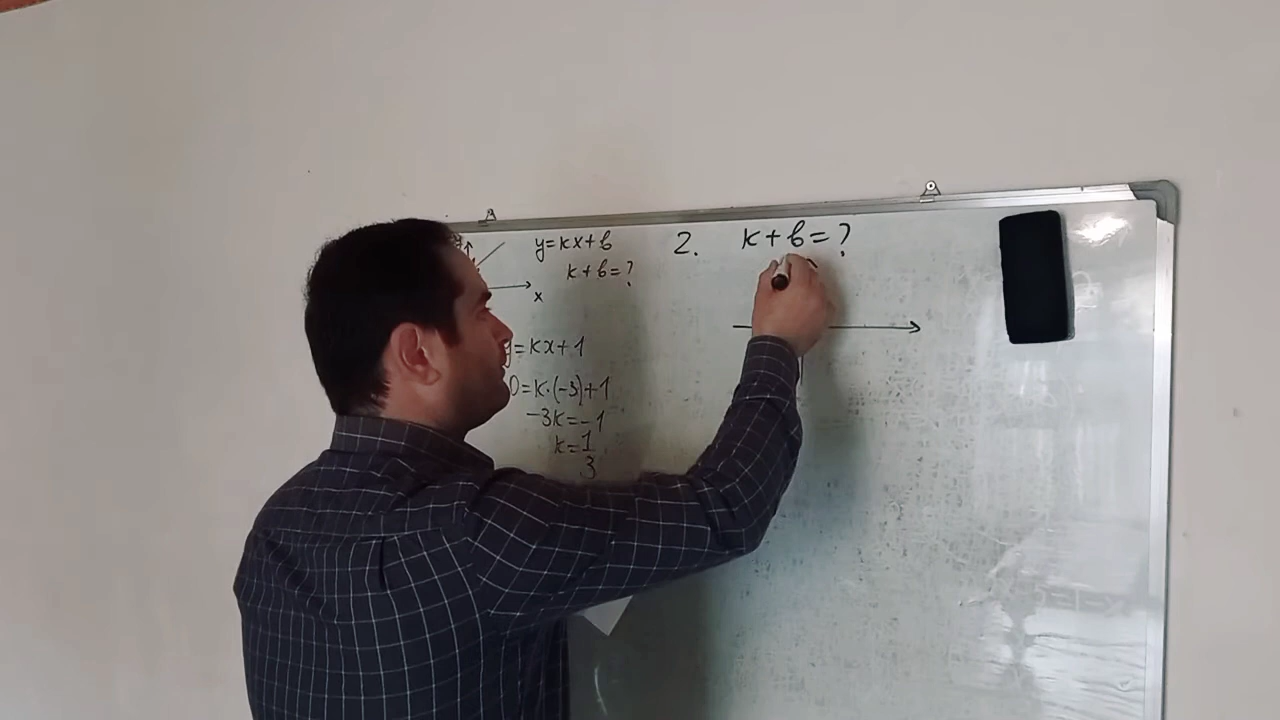 y
y=kx+b
k+b=?
x
y=kx+1
0=k·(-3)+1
-3k=-1
k=1/3
2. k+b=?